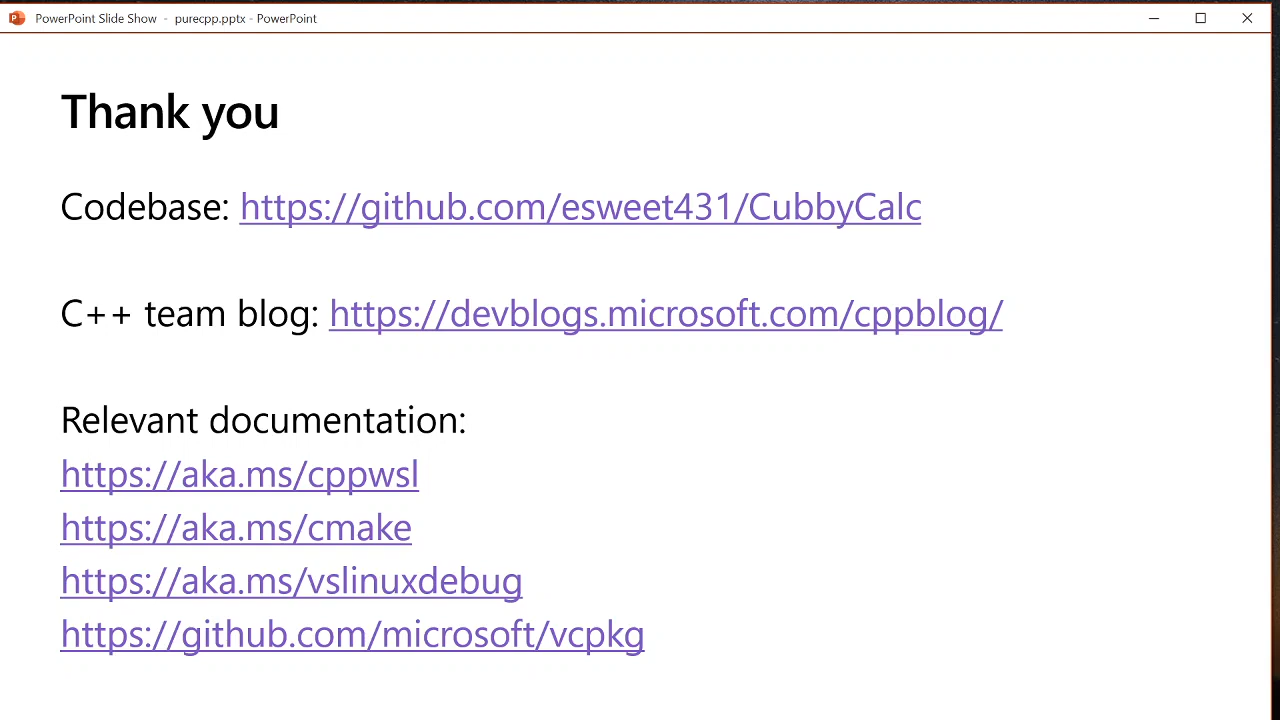 PowerPoint Slide Show - purecpp.pptx - PowerPoint
Thank you
Codebase: https://github.com/esweet431/CubbyCalc
C++ team blog: https://devblogs.microsoft.com/cppblog/
Relevant documentation:
https://aka.ms/cppwsl
https://aka.ms/cmake
https://aka.ms/vslinuxdebug
https://github.com/microsoft/vcpkg